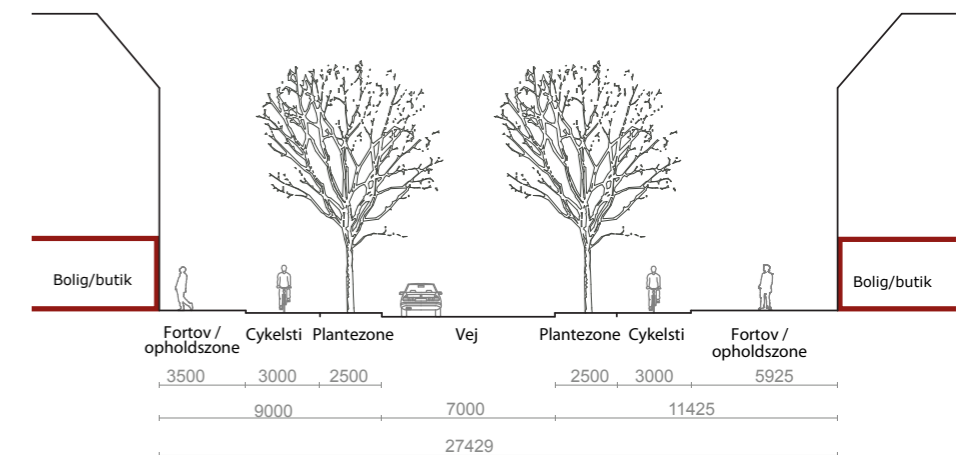 Bolig/butik
Bolig/butik
Fortov /
opholdszone
Cykelsti
Plantezone
Vej
Plantezone
Cykelsti
Fortov /
opholdszone
3500
3000
2500
2500
3000
5925
9000
7000
11425
27429